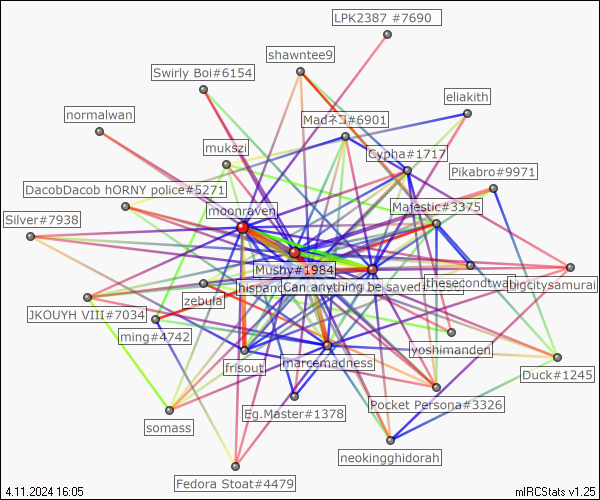 LPK2387 #7690
shawntee9
Swirly Boi#6154
eliakith
normalwan
Madネコ#6901
mukszi
Cypha#1717
Pikabro#9971
DacobDacob hORNY police#5271
moonraven
Majestic#3375
Silver#7938
Mushy#1984
hispanic
Can anything be saved
thesecondtwan
bigcitysamurai
zebula
JKOUYH VIII#7034
ming#4742
yoshimanden
frisout
marcemadness
Duck#1245
Pocket Persona#3326
Eg.Master#1378
somass
neokingghidorah
Fedora Stoat#4479
4.11.2024 16:05
mIRCStats v1.25